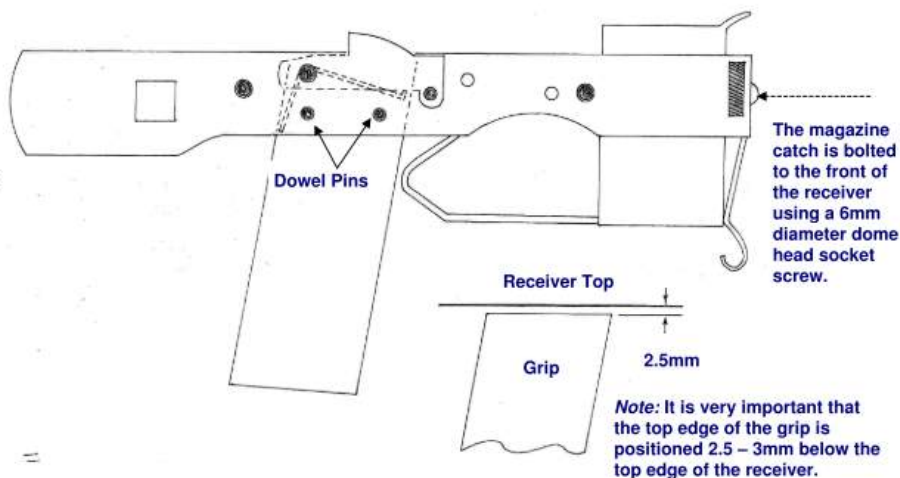 Dowel Pins
The magazine
catch is bolted
to the front of
the receiver
using a 6mm
diameter dome
head socket
screw.
Receiver Top
2.5mm
Grip
Note: It is very important that
the top edge of the grip is
positioned 2.5 – 3mm below the
top edge of the receiver.